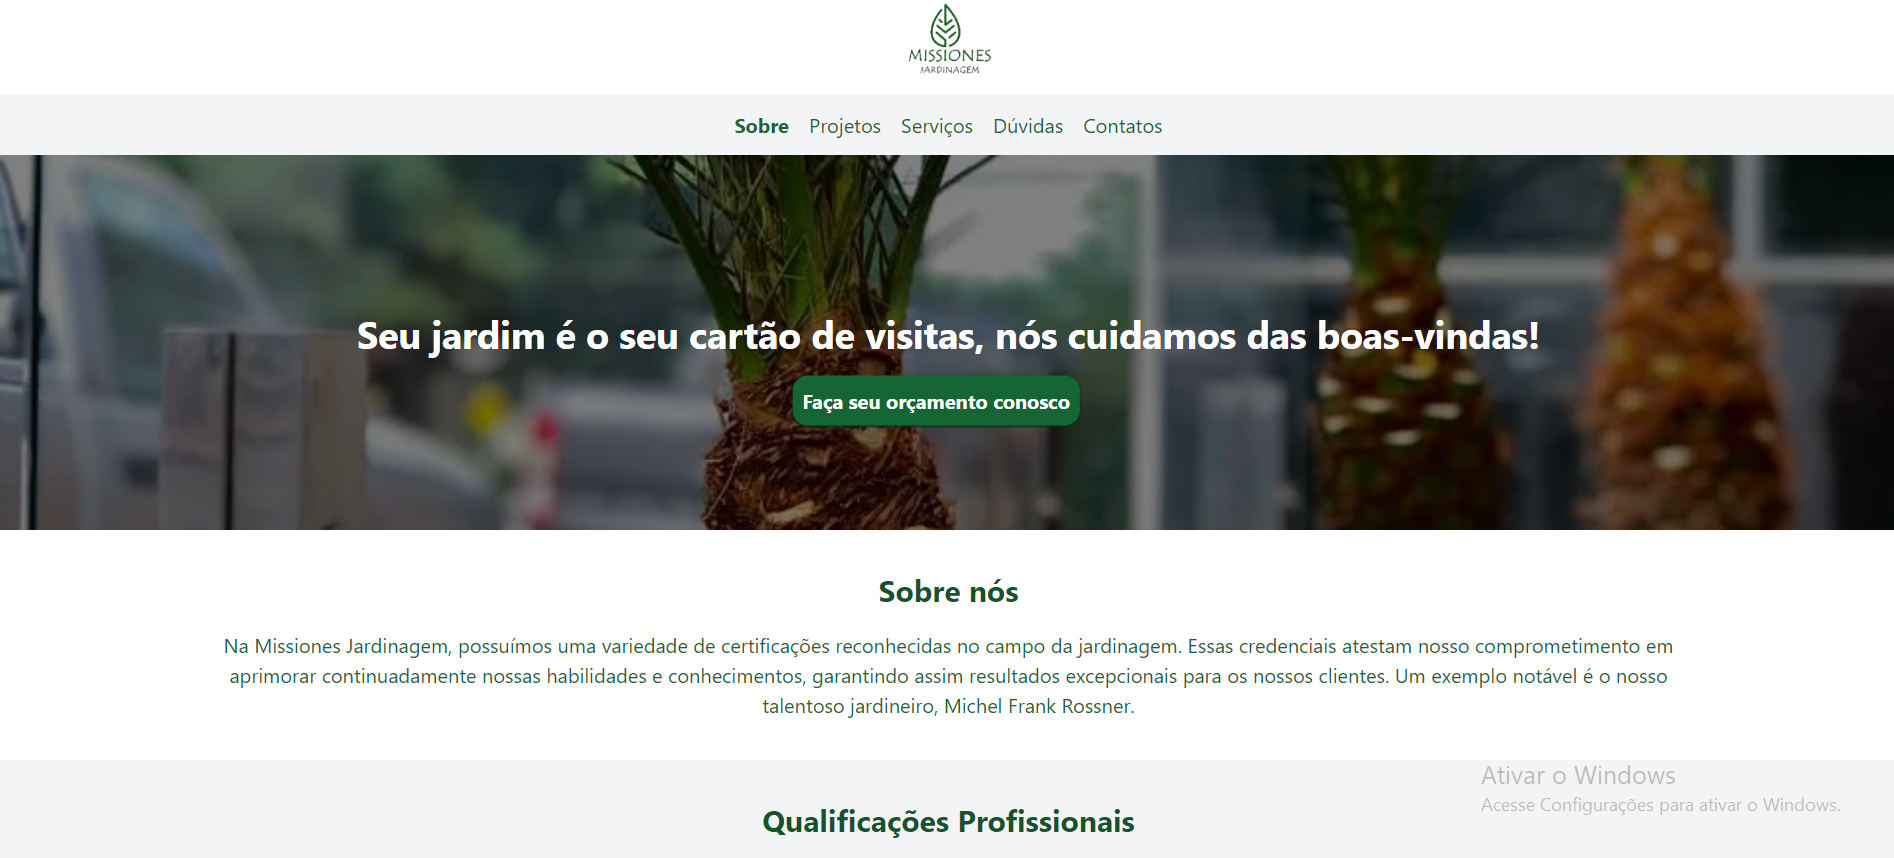 MISSIONES
JARDINAGEM
Sobre Projetos Serviços Dúvidas Contatos
Seu jardim é o seu cartão de visitas, nós cuidamos das boas-vindas!
Faça seu orçamento conosco
Sobre nós
Na Missiones Jardinagem, possuímos uma variedade de certificações reconhecidas no campo da jardinagem. Essas credenciais atestam nosso comprometimento em
aprimorar continuadamente nossas habilidades e conhecimentos, garantindo assim resultados excepcionais para os nossos clientes. Um exemplo notável é o nosso
talentoso jardineiro, Michel Frank Rossner.
Ativar o Windows
Acesse Configurações para ativar o Windows.
Qualificações Profissionais